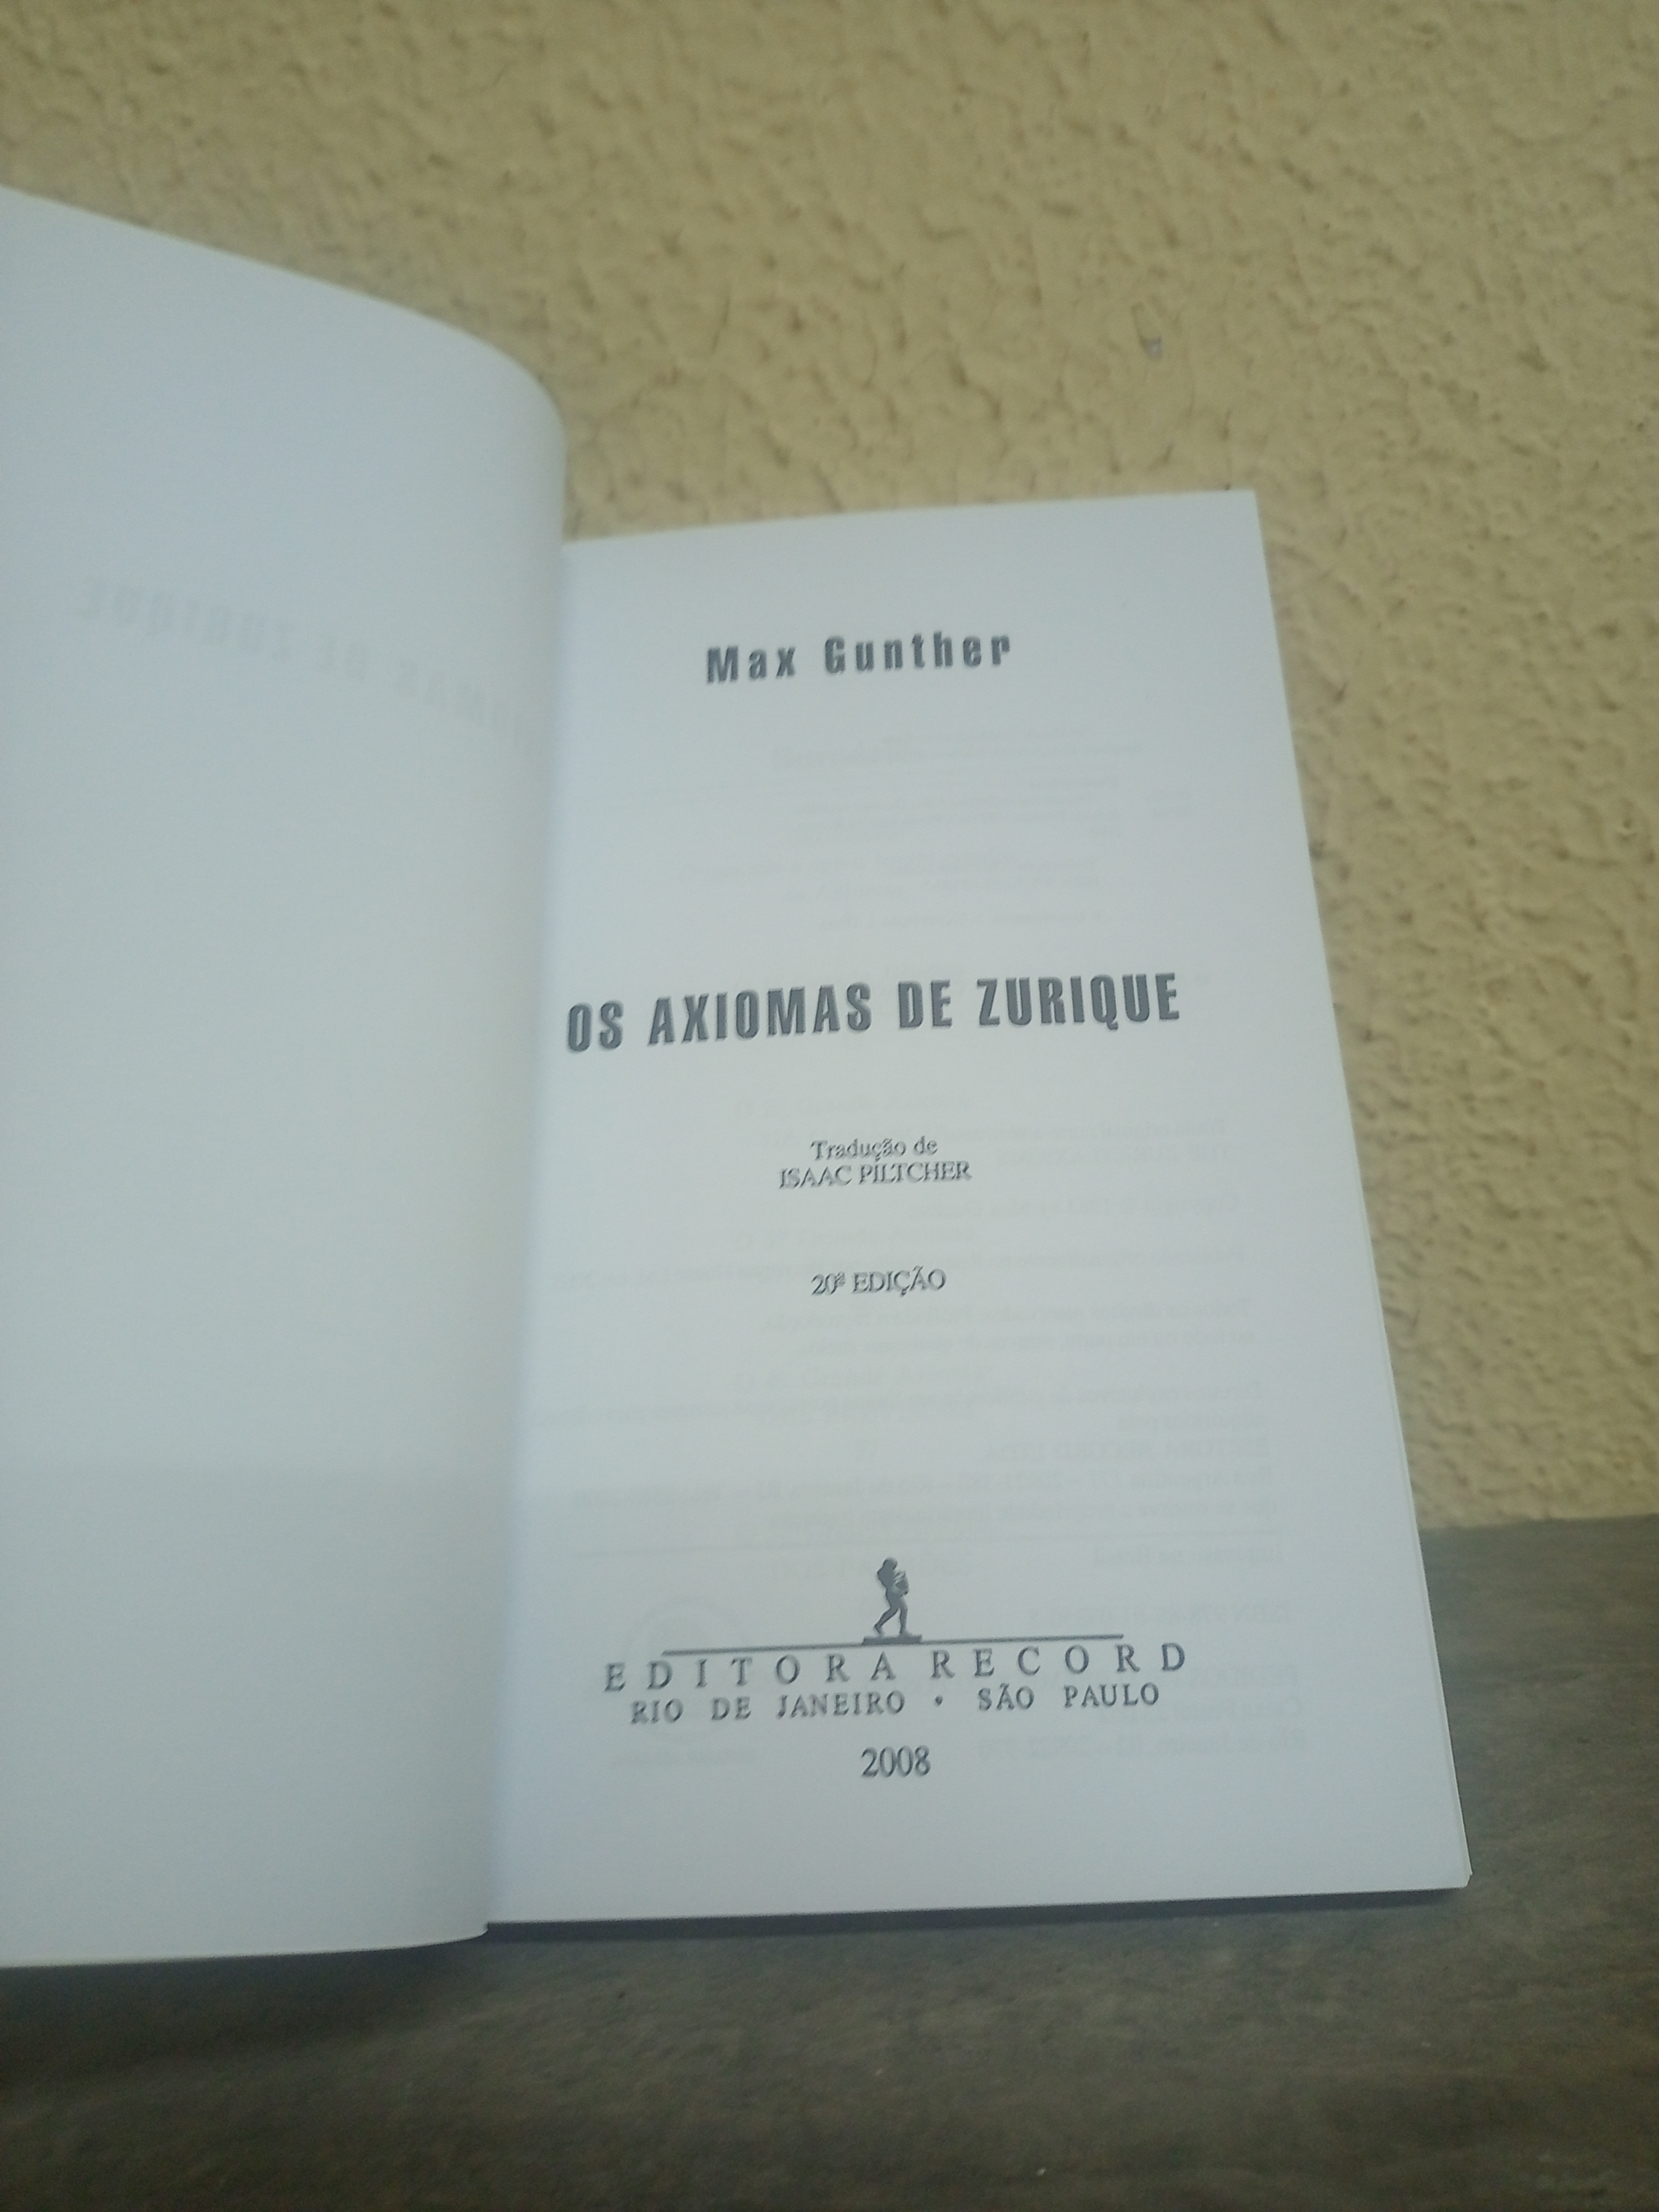 Max Gunther
OS AXIOMAS DE ZURIQUE
Tradução de
ISAAC PILTCHER
20ª EDIÇÃO
EDITORA RECORD
RIO DE JANEIRO • SÃO PAULO
2008